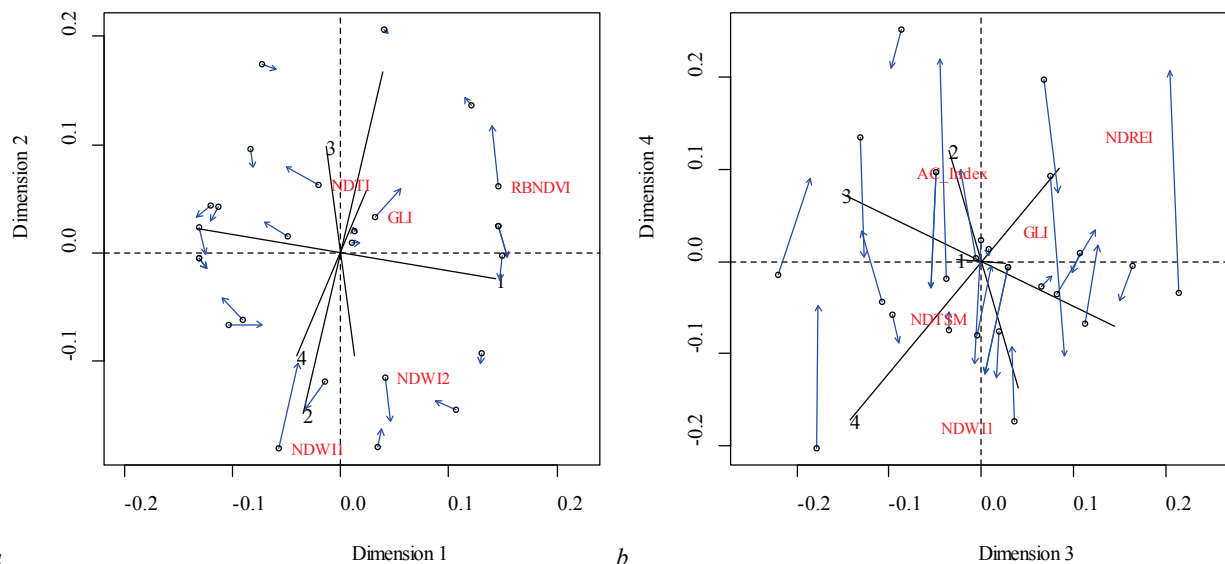 Dimension 2
0.2
0.1
0.0
-0.1
3
NDTI
GLI
RBNDVI
1
4
2
NDWI1
NDWI2
-0.2 -0.1 0.0 0.1 0.2
Dimension 1
Dimension 4
0.2
0.1
0.0
-0.1
-0.2
NDREI
2
AC_Index
3
GLI
1
NDTSM
4
NDWI1
-0.2 -0.1 0.0 0.1 0.2
b
Dimension 3